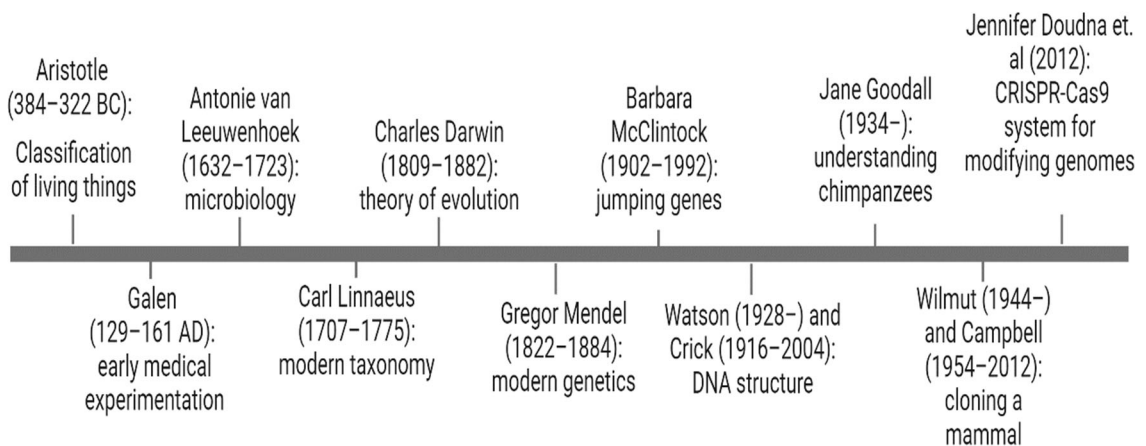 Aristotle
(384–322 BC):
Classification
of living things
Galen
(129–161 AD):
early medical
experimentation
Antonie van
Leeuwenhoek
(1632–1723):
microbiology
Carl Linnaeus
(1707–1775):
modern taxonomy
Charles Darwin
(1809–1882):
theory of evolution
Gregor Mendel
(1822–1884):
modern genetics
Barbara
McClintock
(1902–1992):
jumping genes
Watson (1928–) and
Crick (1916–2004):
DNA structure
Jane Goodall
(1934–):
understanding
chimpanzees
Wilmut (1944–)
and Campbell
(1954–2012):
cloning a
mammal
Jennifer Doudna et.
al (2012):
CRISPR-Cas9
system for
modifying genomes